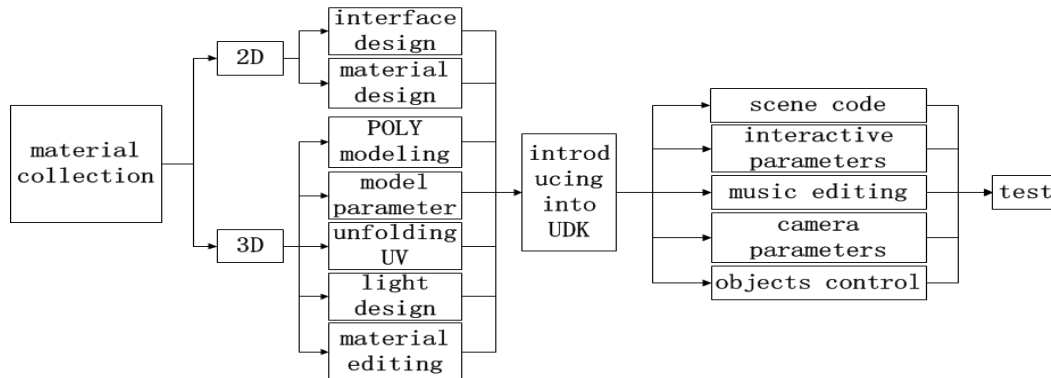 material
collection
2D
3D
interface
design
material
design
POLY
modeling
model
parameter
unfolding
UV
light
design
material
editing
introd
ucing
into
UDK
scene code
interactive
parameters
music editing
camera
parameters
objects control
test